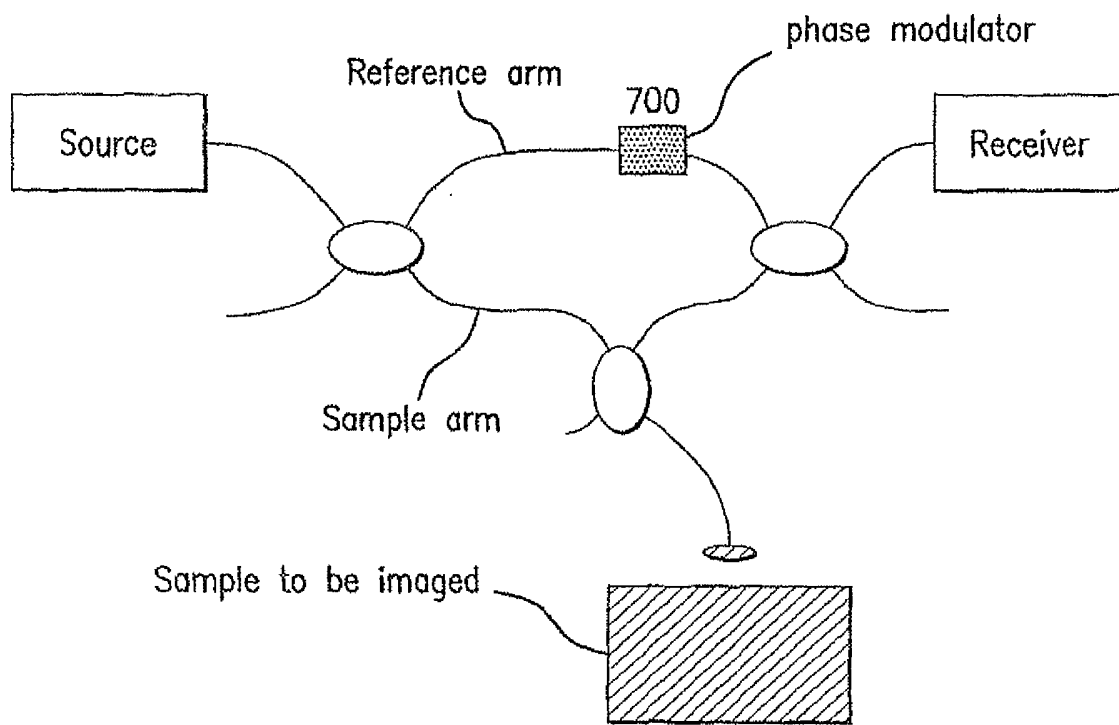 phase modulator
Reference arm
700
Source
Receiver
Sample arm
Sample to be imaged